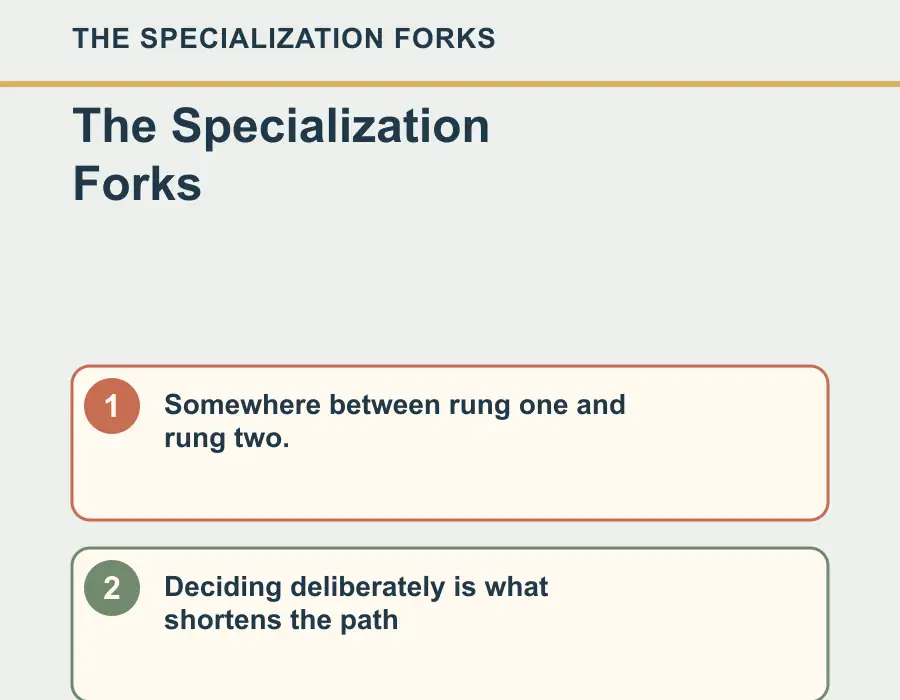 THE SPECIALIZATION FORKS
The Specialization
Forks
1
Somewhere between rung one and
rung two.
2
Deciding deliberately is what
shortens the path